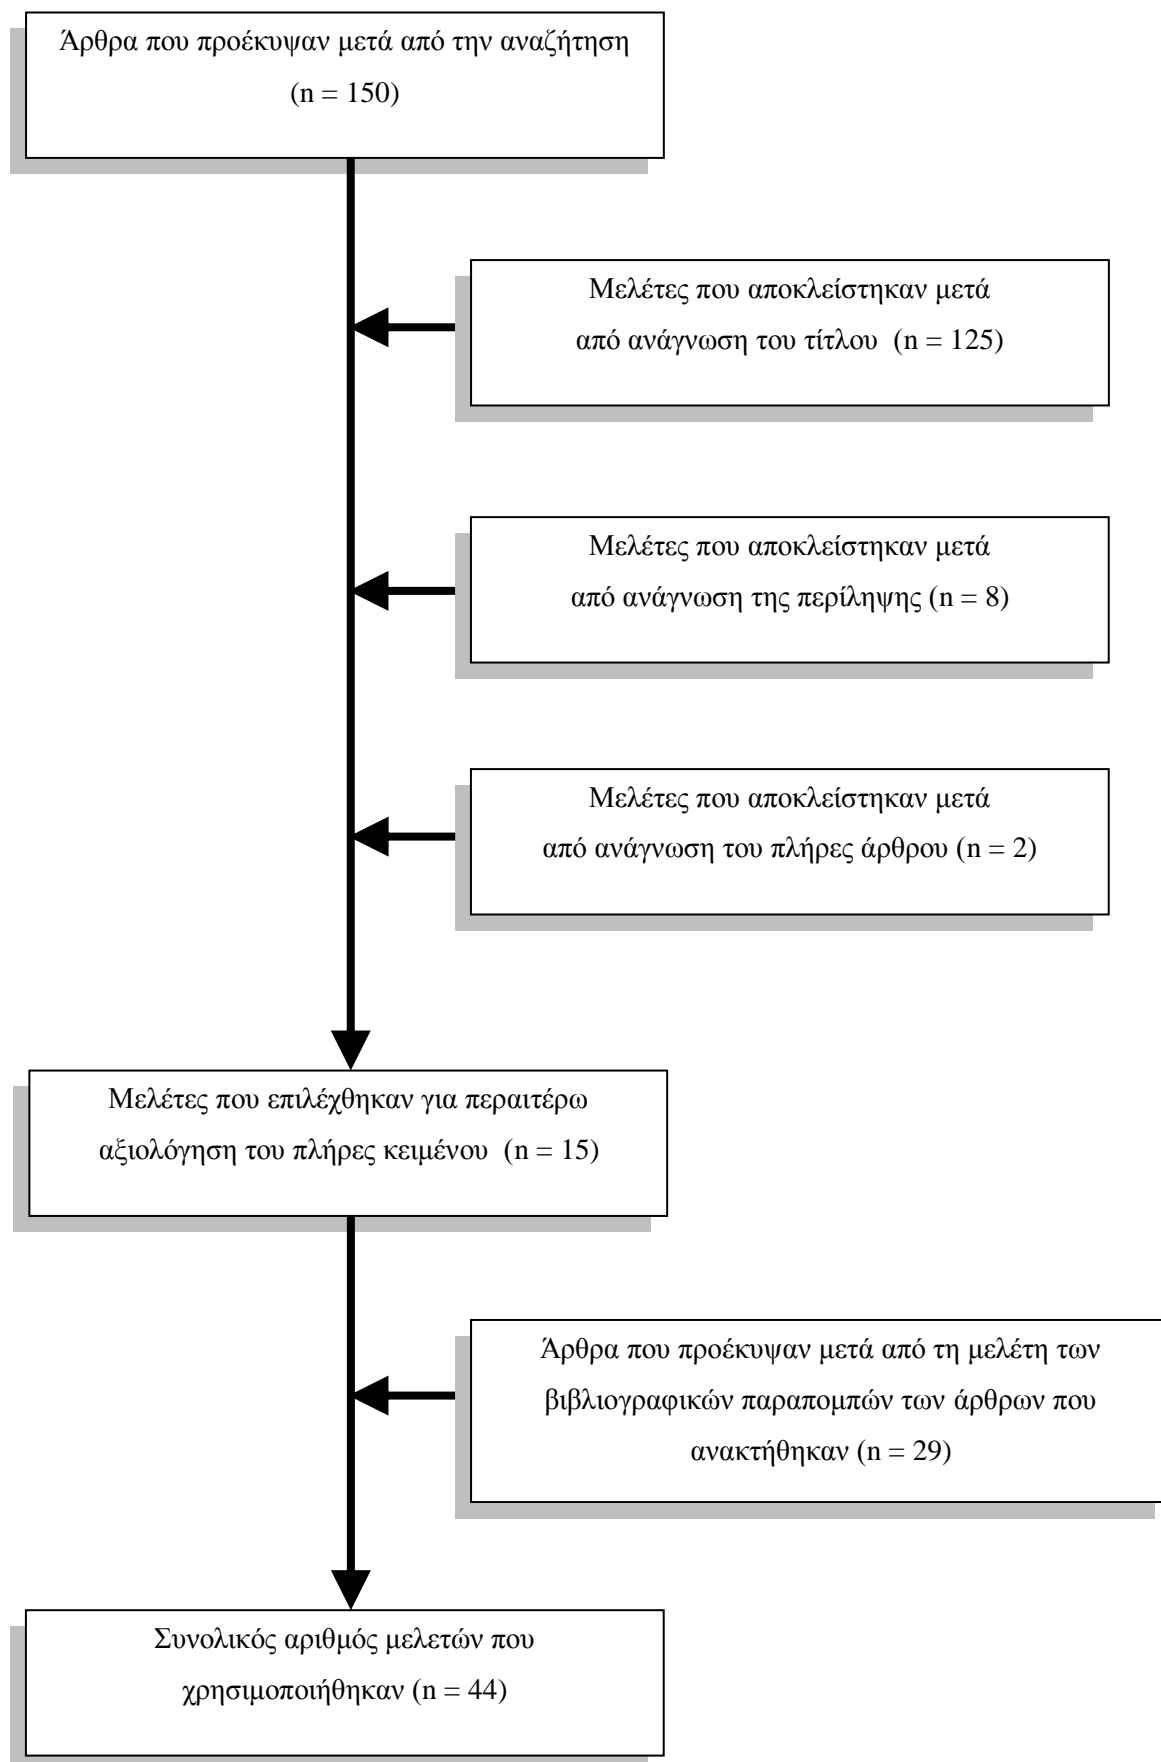 Άρθρα που προέκυψαν μετά από την αναζήτηση
(n = 150)
Μελέτες που αποκλείστηκαν μετά
από ανάγνωση του τίτλου (n = 125)
Μελέτες που αποκλείστηκαν μετά
από ανάγνωση της περίληψης (n = 8)
Μελέτες που αποκλείστηκαν μετά
από ανάγνωση του πλήρες άρθρου (n = 2)
Μελέτες που επιλέχθηκαν για περαιτέρω
αξιολόγηση του πλήρες κειμένου (n = 15)
Άρθρα που προέκυψαν μετά από τη μελέτη των
βιβλιογραφικών παραπομπών των άρθρων που
ανακτήθηκαν (n = 29)
Συνολικός αριθμός μελετών που
χρησιμοποιήθηκαν (n = 44)